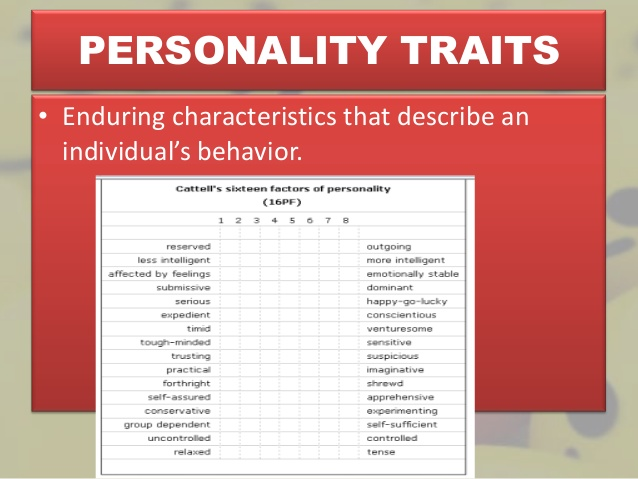 PERSONALITY TRAITS
• Enduring characteristics that describe an
individual's behavior.
Cattell's sixteen factors of personality
(16PF)
1 2 3 4 5 6 7 8
reserved outgoing
less intelligent more intelligent
affected by feelings emotionally stable
submissive dominant
serious happy-go-lucky
expedient conscientious
timid venturesome
tough-minded sensitive
trusting suspicious
practical imaginative
forthright shrewd
self-assured apprehensive
conservative experimenting
group dependent self-sufficient
uncontrolled controlled
relaxed tense